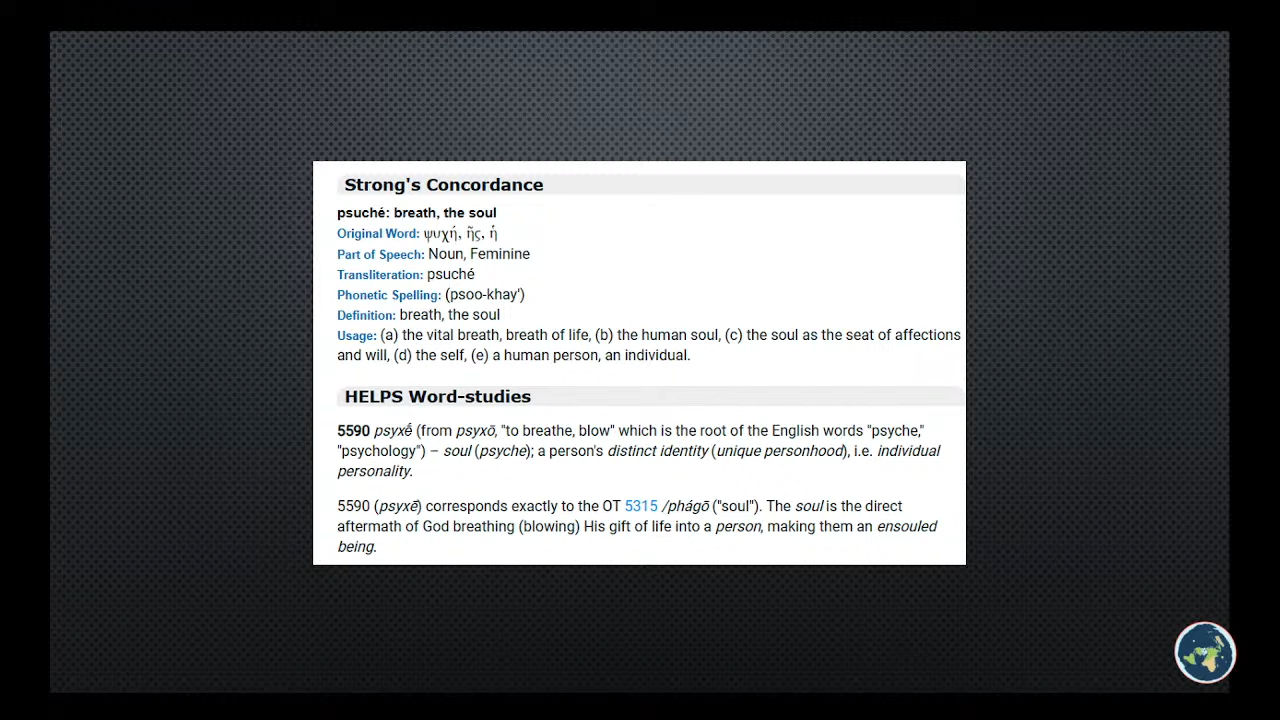 Strong's Concordance
psuché: breath, the soul
Original Word: ψυχή, ῆς, ἡ
Part of Speech: Noun, Feminine
Transliteration: psuché
Phonetic Spelling: (psoo-khay')
Definition: breath, the soul
Usage: (a) the vital breath, breath of life, (b) the human soul, (c) the soul as the seat of affections
and will, (d) the self, (e) a human person, an individual.
HELPS Word-studies
5590 psyxḗ (from psyxō, "to breathe, blow" which is the root of the English words "psyche,"
"psychology") – soul (psyche); a person's distinct identity (unique personhood), i.e. individual
personality.
5590 (psyxē) corresponds exactly to the OT 5315 /phágō ("soul"). The soul is the direct
aftermath of God breathing (blowing) His gift of life into a person, making them an ensouled
being.